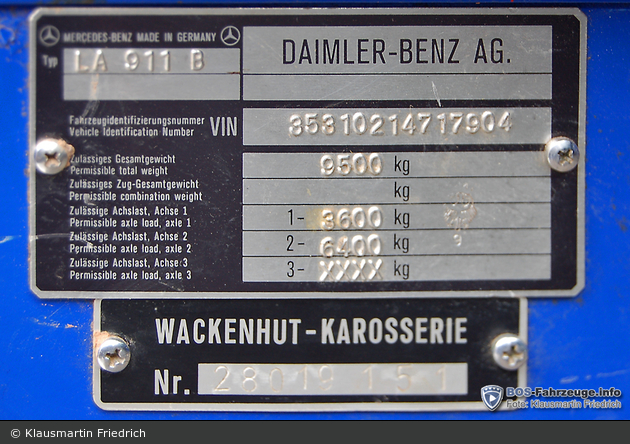 MERCEDES-BENZ MADE IN GERMANY
Typ LA 911 B
DAIMLER-BENZ AG.
Fahrzeugidentifizierungsnummer
Vehicle Identification Number VIN 35310214717904
Zulässiges Gesamtgewicht
Permissible total weight 9500 kg
Zulässiges Zug-Gesamtgewicht
Permissible combination weight kg
Zulässige Achslast, Achse 1
Permissible axle load, axle 1 1- 3600 kg
Zulässige Achslast, Achse 2
Permissible axle load, axle 2 2- 6400 kg
Zulässige Achslast, Achse:3
Permissible axle load, axle 3 3- XXXX kg
WACKENHUT-KAROSSERIE
Nr. 28019 151
BOS-Fahrzeuge.Info
Foto: Klausmartin Friedrich
© Klausmartin Friedrich